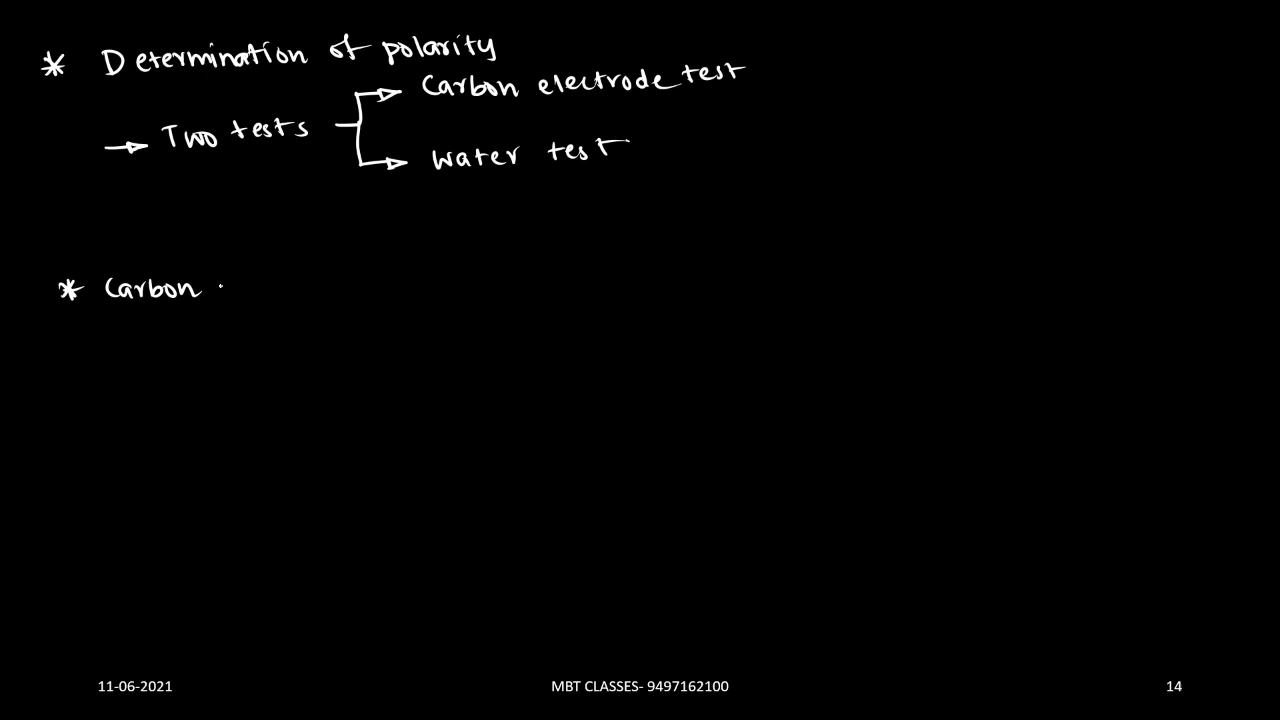 * Determination of polarity
Carbon electrode test
→ Two tests
Water test
* Carbon
11-06-2021
MBT CLASSES- 9497162100
14